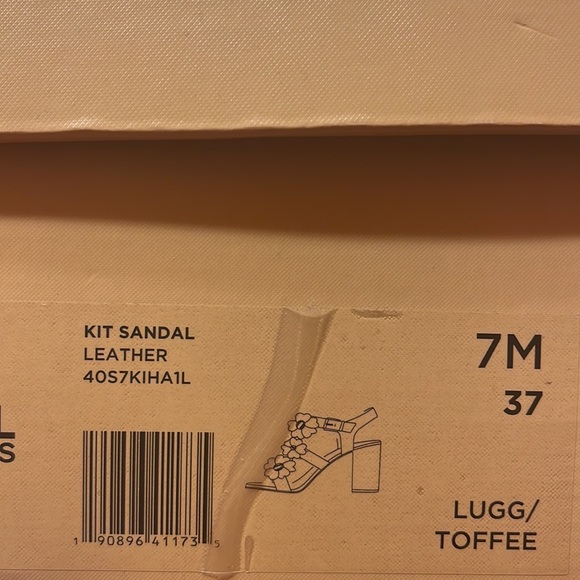 KIT SANDAL
LEATHER
40S7KIHA1L
7M
37
1 90896 41173 5
LUGG/
TOFFEE
L
S